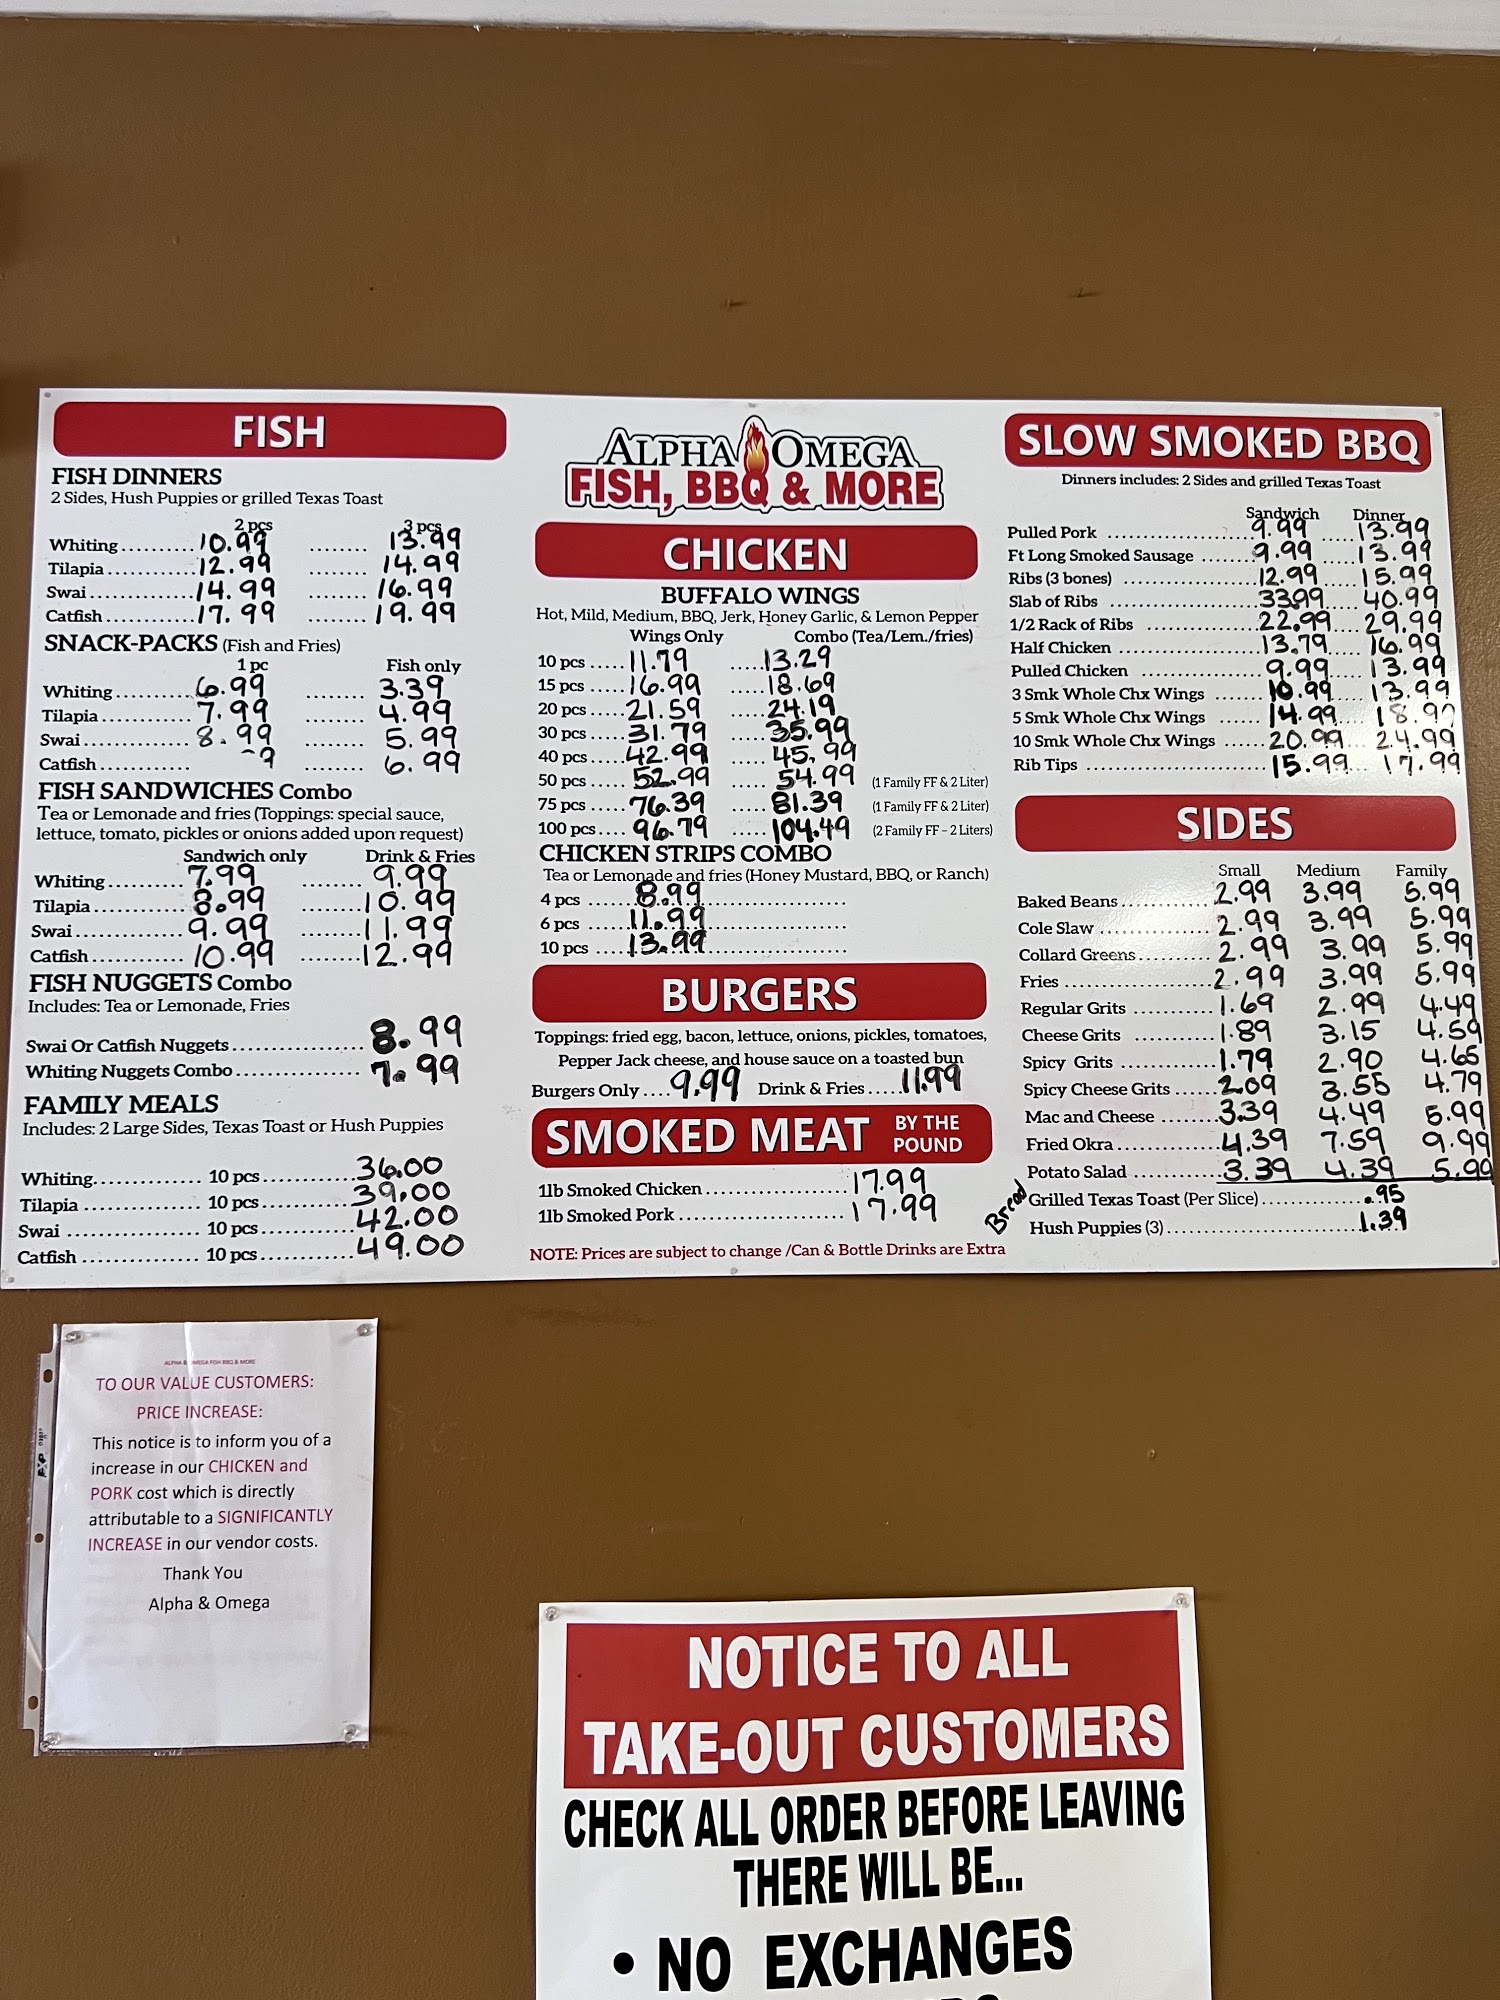 FISH
FISH DINNERS
2 Sides, Hush Puppies or grilled Texas Toast
2 pcs 3 pcs
Whiting.......... 10.99 ........ 13.99
Tilapia............ 12.99 ........ 14.99
Swai............... 14.99 ........ 16.99
Catfish............ 17.99 ........ 19.99
SNACK-PACKS (Fish and Fries)
1 pc Fish only
Whiting.......... 6.99 ........ 3.39
Tilapia............ 7.99 ........ 4.99
Swai............... 8.99 ........ 5.99
Catfish............ ........ 6.99
FISH SANDWICHES Combo
Tea or Lemonade and fries (Toppings: special sauce,
lettuce, tomato, pickles or onions added upon request)
Sandwich only Drink & Fries
Whiting.......... 7.99 ........ 9.99
Tilapia............ 8.99 ........ 10.99
Swai............... 9.99 ........ 11.99
Catfish............ 10.99 ........ 12.99
FISH NUGGETS Combo
Includes: Tea or Lemonade, Fries
Swai Or Catfish Nuggets.................. 8.99
Whiting Nuggets Combo................. 7.99
FAMILY MEALS
Includes: 2 Large Sides, Texas Toast or Hush Puppies
Whiting............... 10 pcs.............. 36.00
Tilapia ............... 10 pcs.............. 39.00
Swai ................. 10 pcs.............. 42.00
Catfish ............... 10 pcs.............. 49.00
ALPHA OMEGA
FISH, BBQ & MORE
CHICKEN
BUFFALO WINGS
Hot, Mild, Medium, BBQ, Jerk, Honey Garlic, & Lemon Pepper
Wings Only Combo (Tea/Lem./fries)
10 pcs ..... 11.79 ..... 13.29
15 pcs ..... 16.99 ..... 18.69
20 pcs ..... 21.59 ..... 24.19
30 pcs ..... 31.79 ..... 35.99
40 pcs ..... 42.99 ..... 45.99
50 pcs ..... 52.99 ..... 54.99 (1 Family FF & 2 Liter)
75 pcs ..... 76.39 ..... 81.39 (1 Family FF & 2 Liter)
100 pcs.... 96.79 ..... 104.49 (2 Family FF – 2 Liters)
CHICKEN STRIPS COMBO
Tea or Lemonade and fries (Honey Mustard, BBQ, or Ranch)
4 pcs ...... 8.99
6 pcs ...... 11.99
10 pcs ..... 13.99
BURGERS
Toppings: fried egg, bacon, lettuce, onions, pickles, tomatoes,
Pepper Jack cheese, and house sauce on a toasted bun
Burgers Only .... 9.99 Drink & Fries ..... 11.99
SMOKED MEAT BY THE
POUND
1lb Smoked Chicken ..................... 17.99
1lb Smoked Pork ......................... 17.99
NOTE: Prices are subject to change /Can & Bottle Drinks are Extra
SLOW SMOKED BBQ
Dinners includes: 2 Sides and grilled Texas Toast
Sandwich Dinner
Pulled Pork ..................... 9.99 ..... 13.99
Ft Long Smoked Sausage ......... 9.99 ..... 13.99
Ribs (3 bones) .................. 12.99 ..... 15.99
Slab of Ribs .................... 33.99 ..... 40.99
1/2 Rack of Ribs ................ 22.99 .... 29.99
Half Chicken .................... 13.79 .... 16.99
Pulled Chicken .................. 9.99 .... 13.99
3 Smk Whole Chx Wings ...... 10.99 ... 13.99
5 Smk Whole Chx Wings ...... 14.99 ... 18.99
10 Smk Whole Chx Wings ...... 20.99 ... 24.99
Rib Tips ........................ 15.99 ... 17.99
SIDES
Small Medium Family
Baked Beans............ 2.99 3.99 5.99
Cole Slaw .............. 2.99 3.99 5.99
Collard Greens......... 2.99 3.99 5.99
Fries ................... 2.99 3.99 5.99
Regular Grits ........... 1.69 2.99 4.49
Cheese Grits ........... 1.89 3.15 4.59
Spicy Grits ............. 1.79 2.90 4.65
Spicy Cheese Grits ...... 2.09 3.55 4.79
Mac and Cheese ........ 3.39 4.49 5.99
Fried Okra.............. 4.39 7.59 9.99
Potato Salad ............ 3.39 4.39 5.99
Bread
Grilled Texas Toast (Per Slice)............... .95
Hush Puppies (3)............................ 1.39
ALPHA & OMEGA FISH BBQ & MORE
TO OUR VALUE CUSTOMERS:
PRICE INCREASE:
This notice is to inform you of a
increase in our CHICKEN and
PORK cost which is directly
attributable to a SIGNIFICANTLY
INCREASE in our vendor costs.
Thank You
Alpha & Omega
NOTICE TO ALL
TAKE-OUT CUSTOMERS
CHECK ALL ORDER BEFORE LEAVING
THERE WILL BE...
• NO EXCHANGES